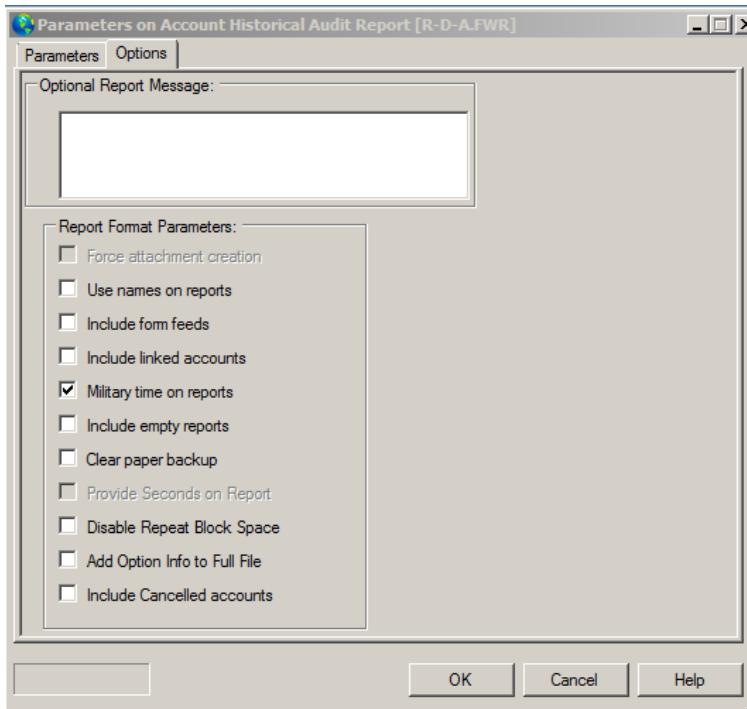 Parameters on Account Historical Audit Report [R-D-A.FWR]
Parameters Options
Optional Report Message:
Report Format Parameters:
Force attachment creation
Use names on reports
Include form feeds
Include linked accounts
Military time on reports
Include empty reports
Clear paper backup
Provide Seconds on Report
Disable Repeat Block Space
Add Option Info to Full File
Include Cancelled accounts
OK Cancel Help